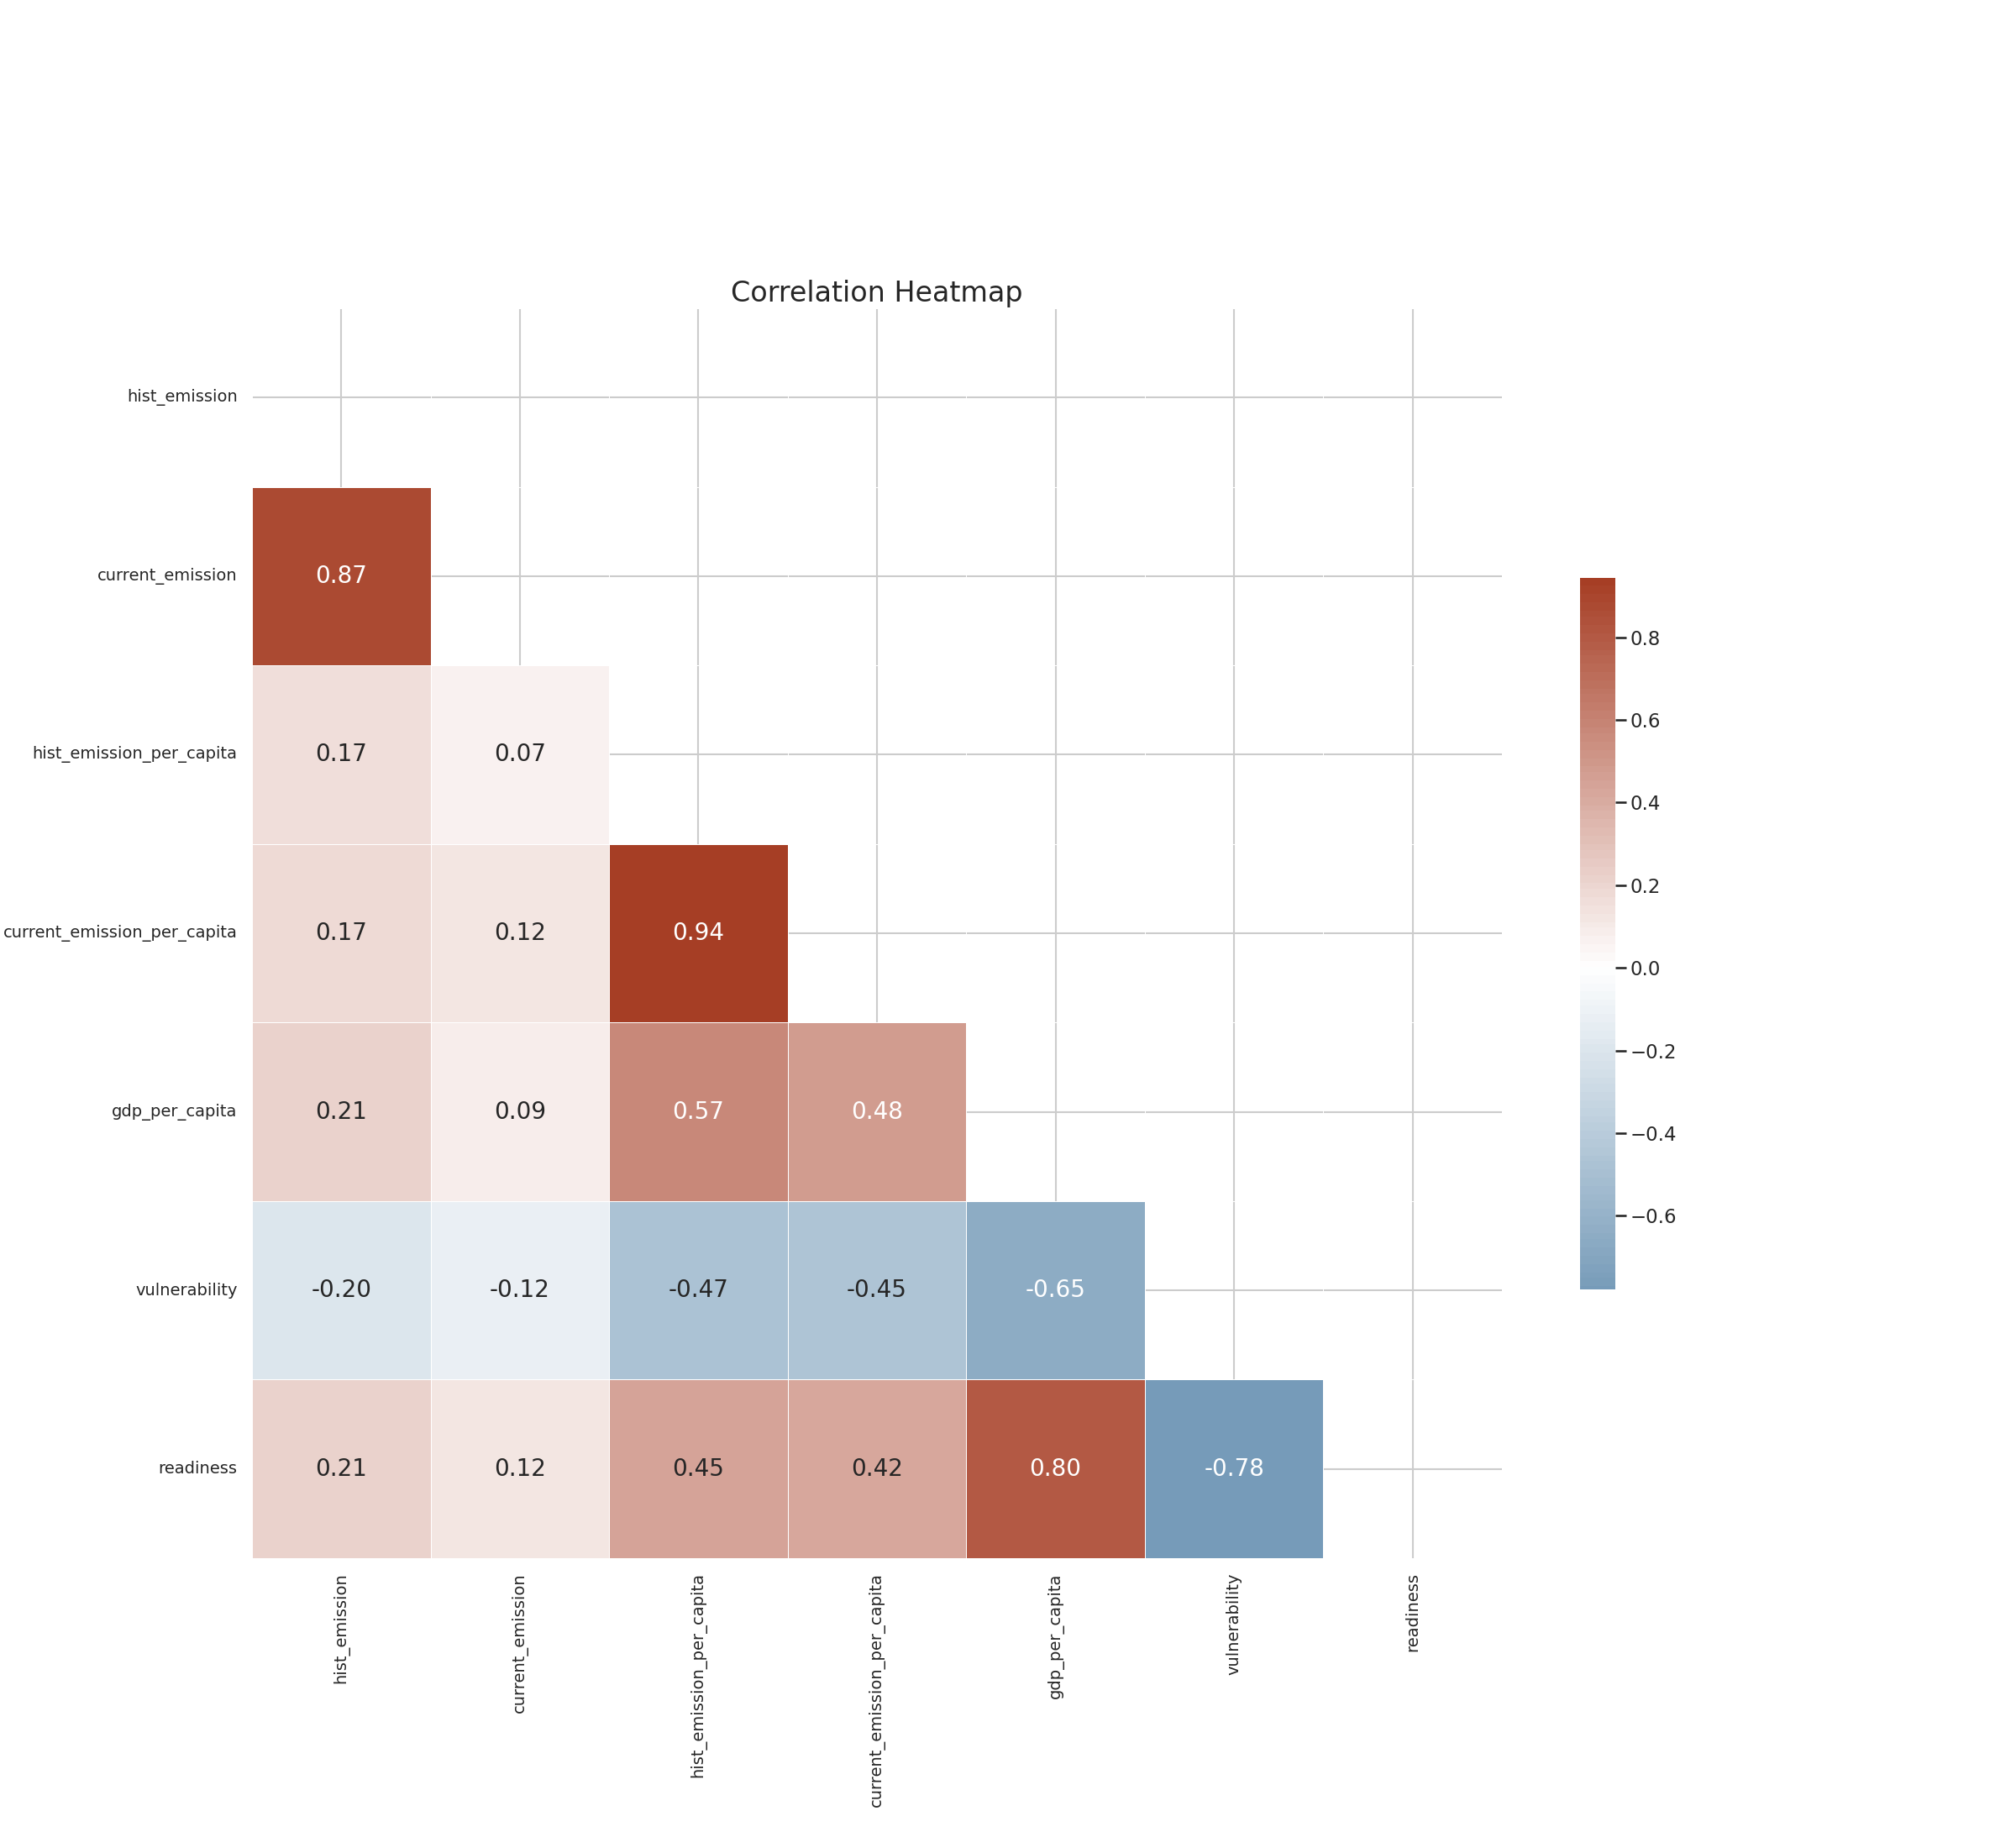 Correlation Heatmap
hist_emission
current_emission
0.87
0.8
0.6
hist_emission_per_capita
0.17 0.07
0.4
0.2
current_emission_per_capita
0.17 0.12 0.94
0.0
−0.2
gdp_per_capita
0.21 0.09 0.57 0.48
−0.4
−0.6
vulnerability
-0.20 -0.12 -0.47 -0.45 -0.65
readiness
0.21 0.12 0.45 0.42 0.80 -0.78
hist_emission
current_emission
hist_emission_per_capita
current_emission_per_capita
gdp_per_capita
vulnerability
readiness